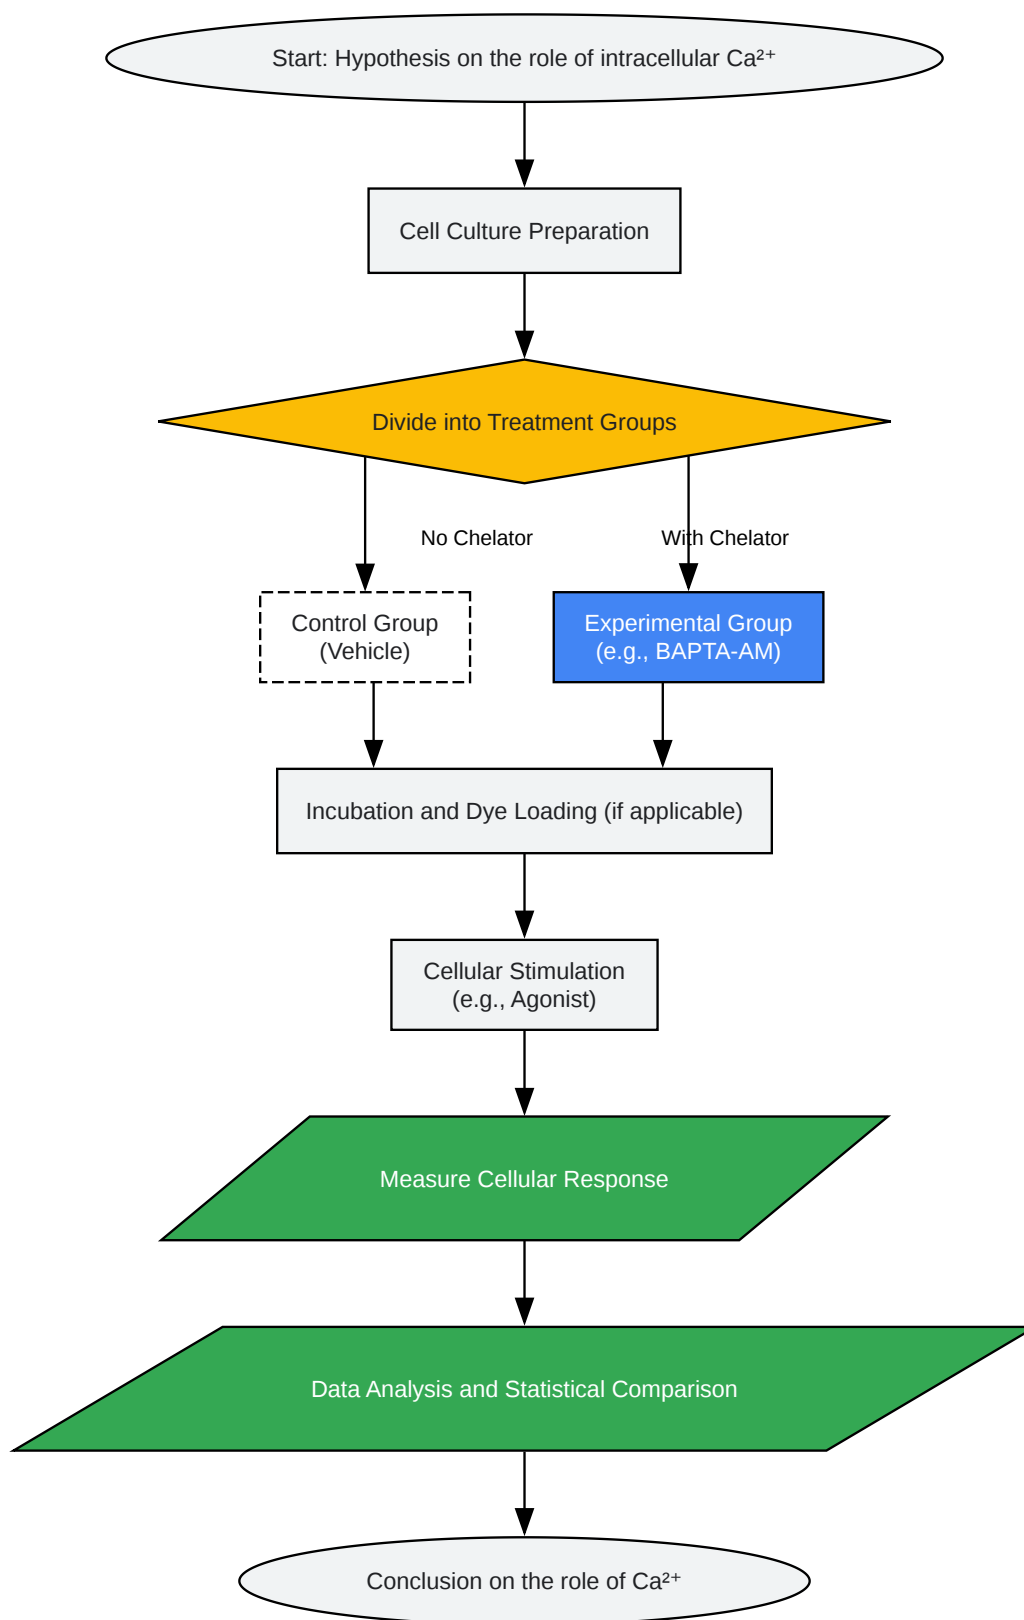 Start: Hypothesis on the role of intracellular Ca²⁺
Cell Culture Preparation
Divide into Treatment Groups
No Chelator
With Chelator
Control Group
(Vehicle)
Experimental Group
(e.g., BAPTA-AM)
Incubation and Dye Loading (if applicable)
Cellular Stimulation
(e.g., Agonist)
Measure Cellular Response
Data Analysis and Statistical Comparison
Conclusion on the role of Ca²⁺